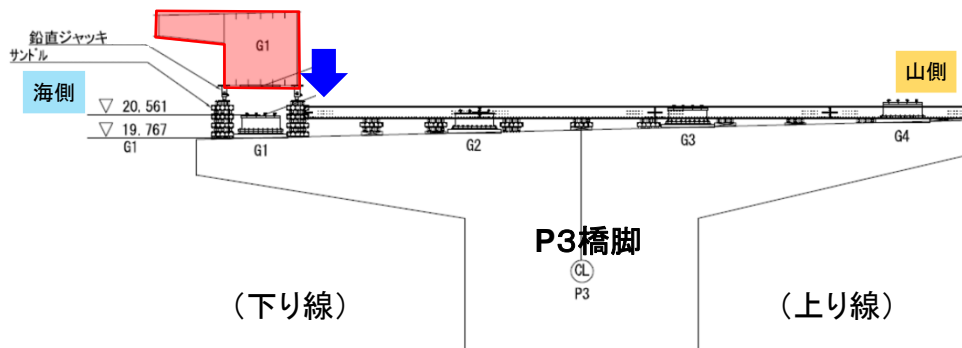 G1
鉛直ジャッキ
サンドル
海側
山側
▽ 20.561
▽ 19.767
G1
G1
G2
G3
G4
P3橋脚
CL
P3
（下り線）
（上り線）